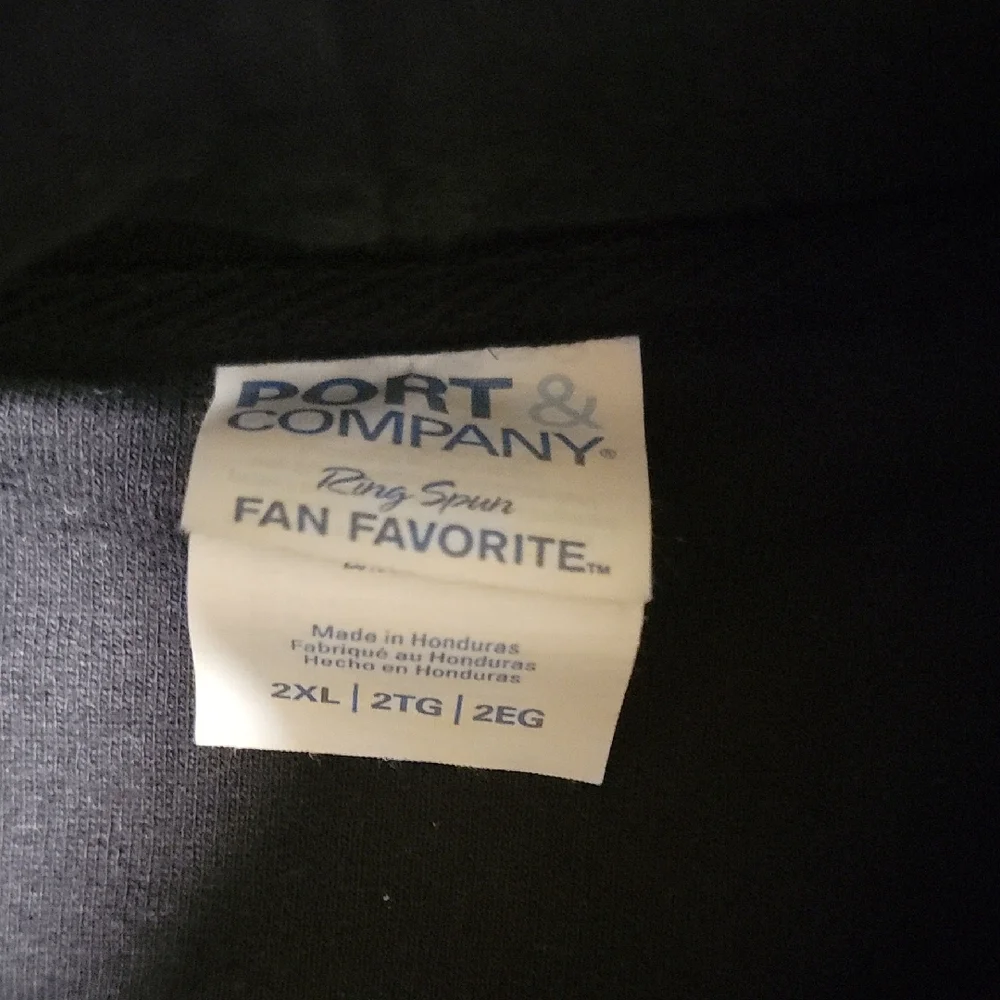 PORT &
COMPANY®
Ring Spun
FAN FAVORITE™
Made in Honduras
Fabriqué au Honduras
Hecho en Honduras
2XL | 2TG | 2EG